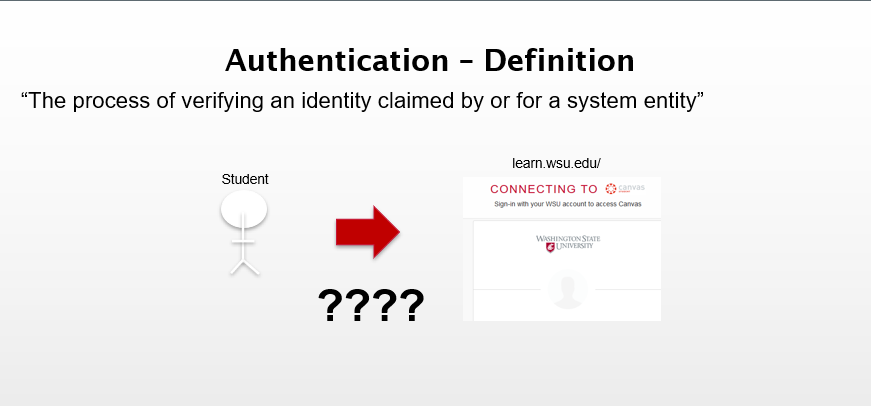 Authentication – Definition
“The process of verifying an identity claimed by or for a system entity”
Student
learn.wsu.edu/
CONNECTING TO canvas
Sign-in with your WSU account to access Canvas
WASHINGTON STATE
UNIVERSITY
????